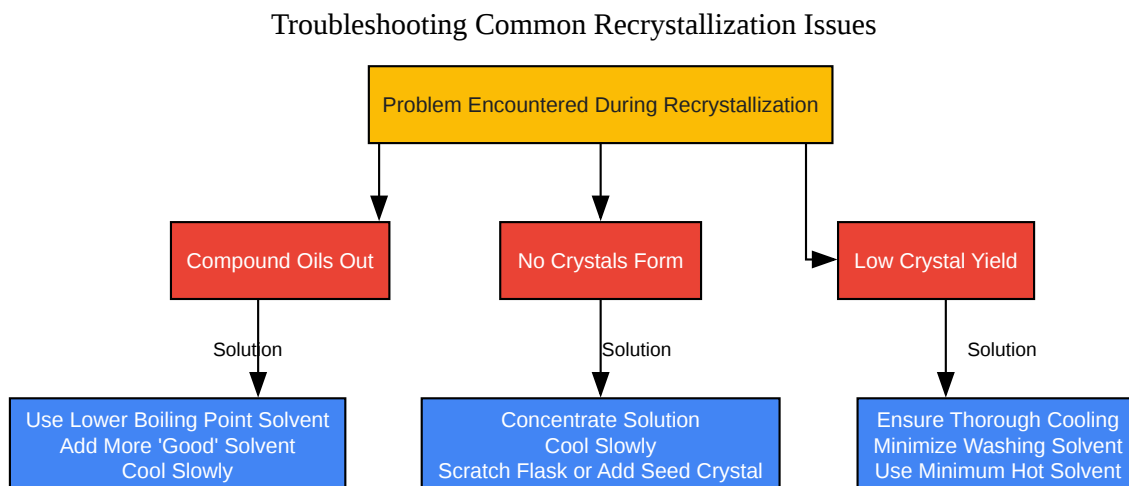 Troubleshooting Common Recrystallization Issues
Problem Encountered During Recrystallization
Compound Oils Out
No Crystals Form
Low Crystal Yield
Solution
Solution
Solution
Use Lower Boiling Point Solvent
Add More 'Good' Solvent
Cool Slowly
Concentrate Solution
Cool Slowly
Scratch Flask or Add Seed Crystal
Ensure Thorough Cooling
Minimize Washing Solvent
Use Minimum Hot Solvent